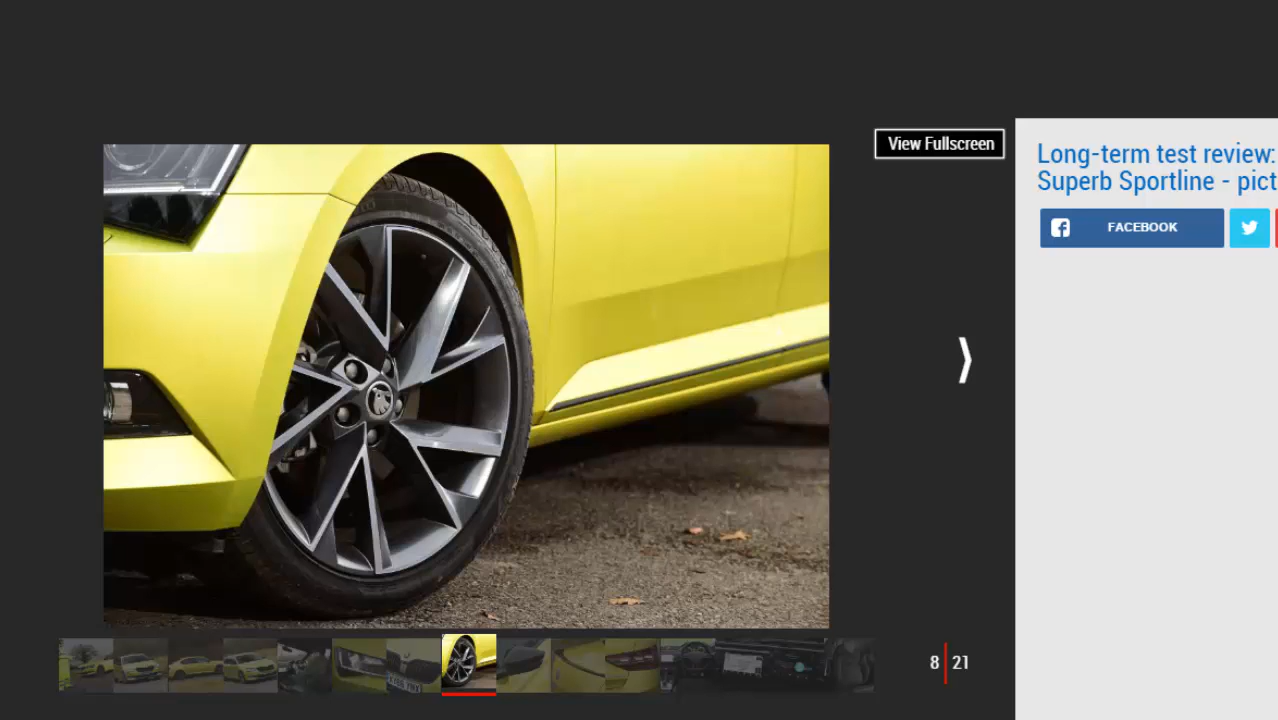 View Fullscreen
Long-term test review:
Superb Sportline - pict
FACEBOOK
8 21